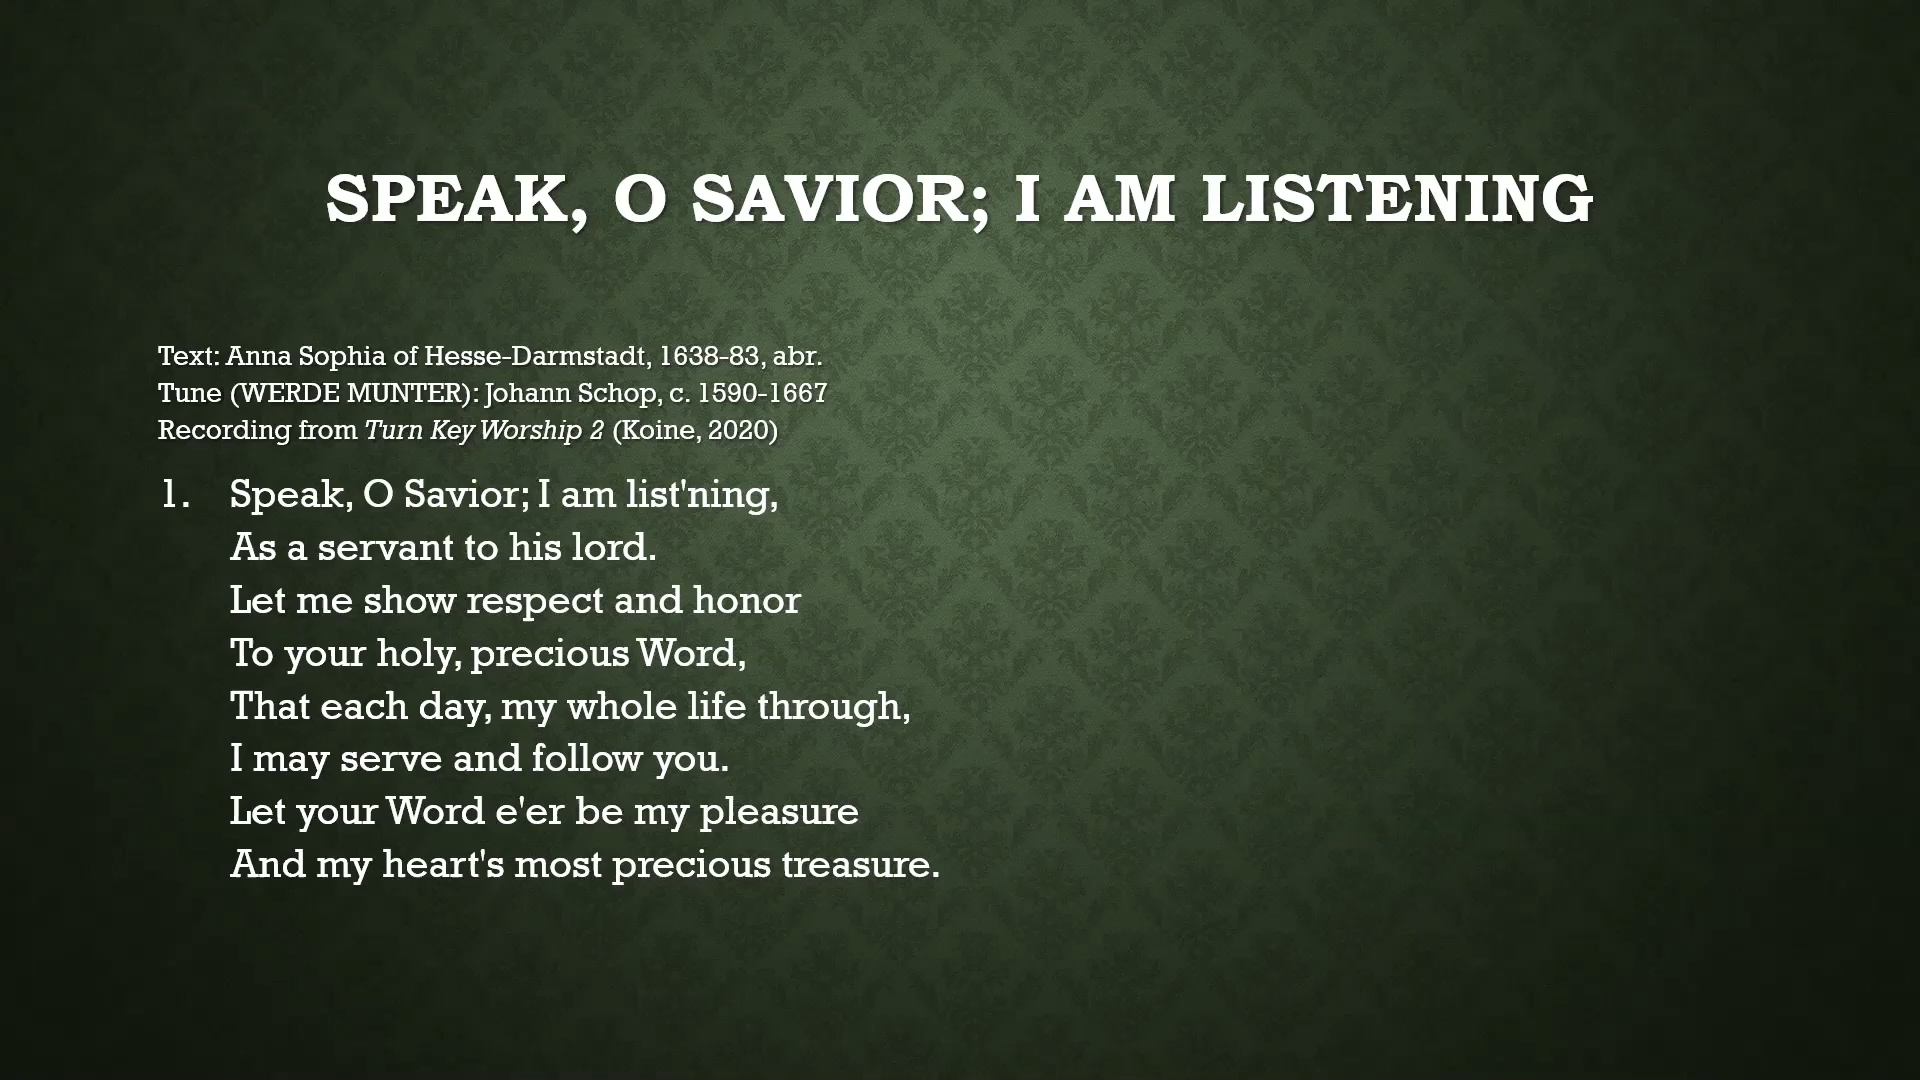 SPEAK, O SAVIOR; I AM LISTENING
Text: Anna Sophia of Hesse-Darmstadt, 1638-83, abr.
Tune (WERDE MUNTER): Johann Schop, c. 1590-1667
Recording from Turn Key Worship 2 (Koine, 2020)
1. Speak, O Savior; I am list'ning,
As a servant to his lord.
Let me show respect and honor
To your holy, precious Word,
That each day, my whole life through,
I may serve and follow you.
Let your Word e'er be my pleasure
And my heart's most precious treasure.